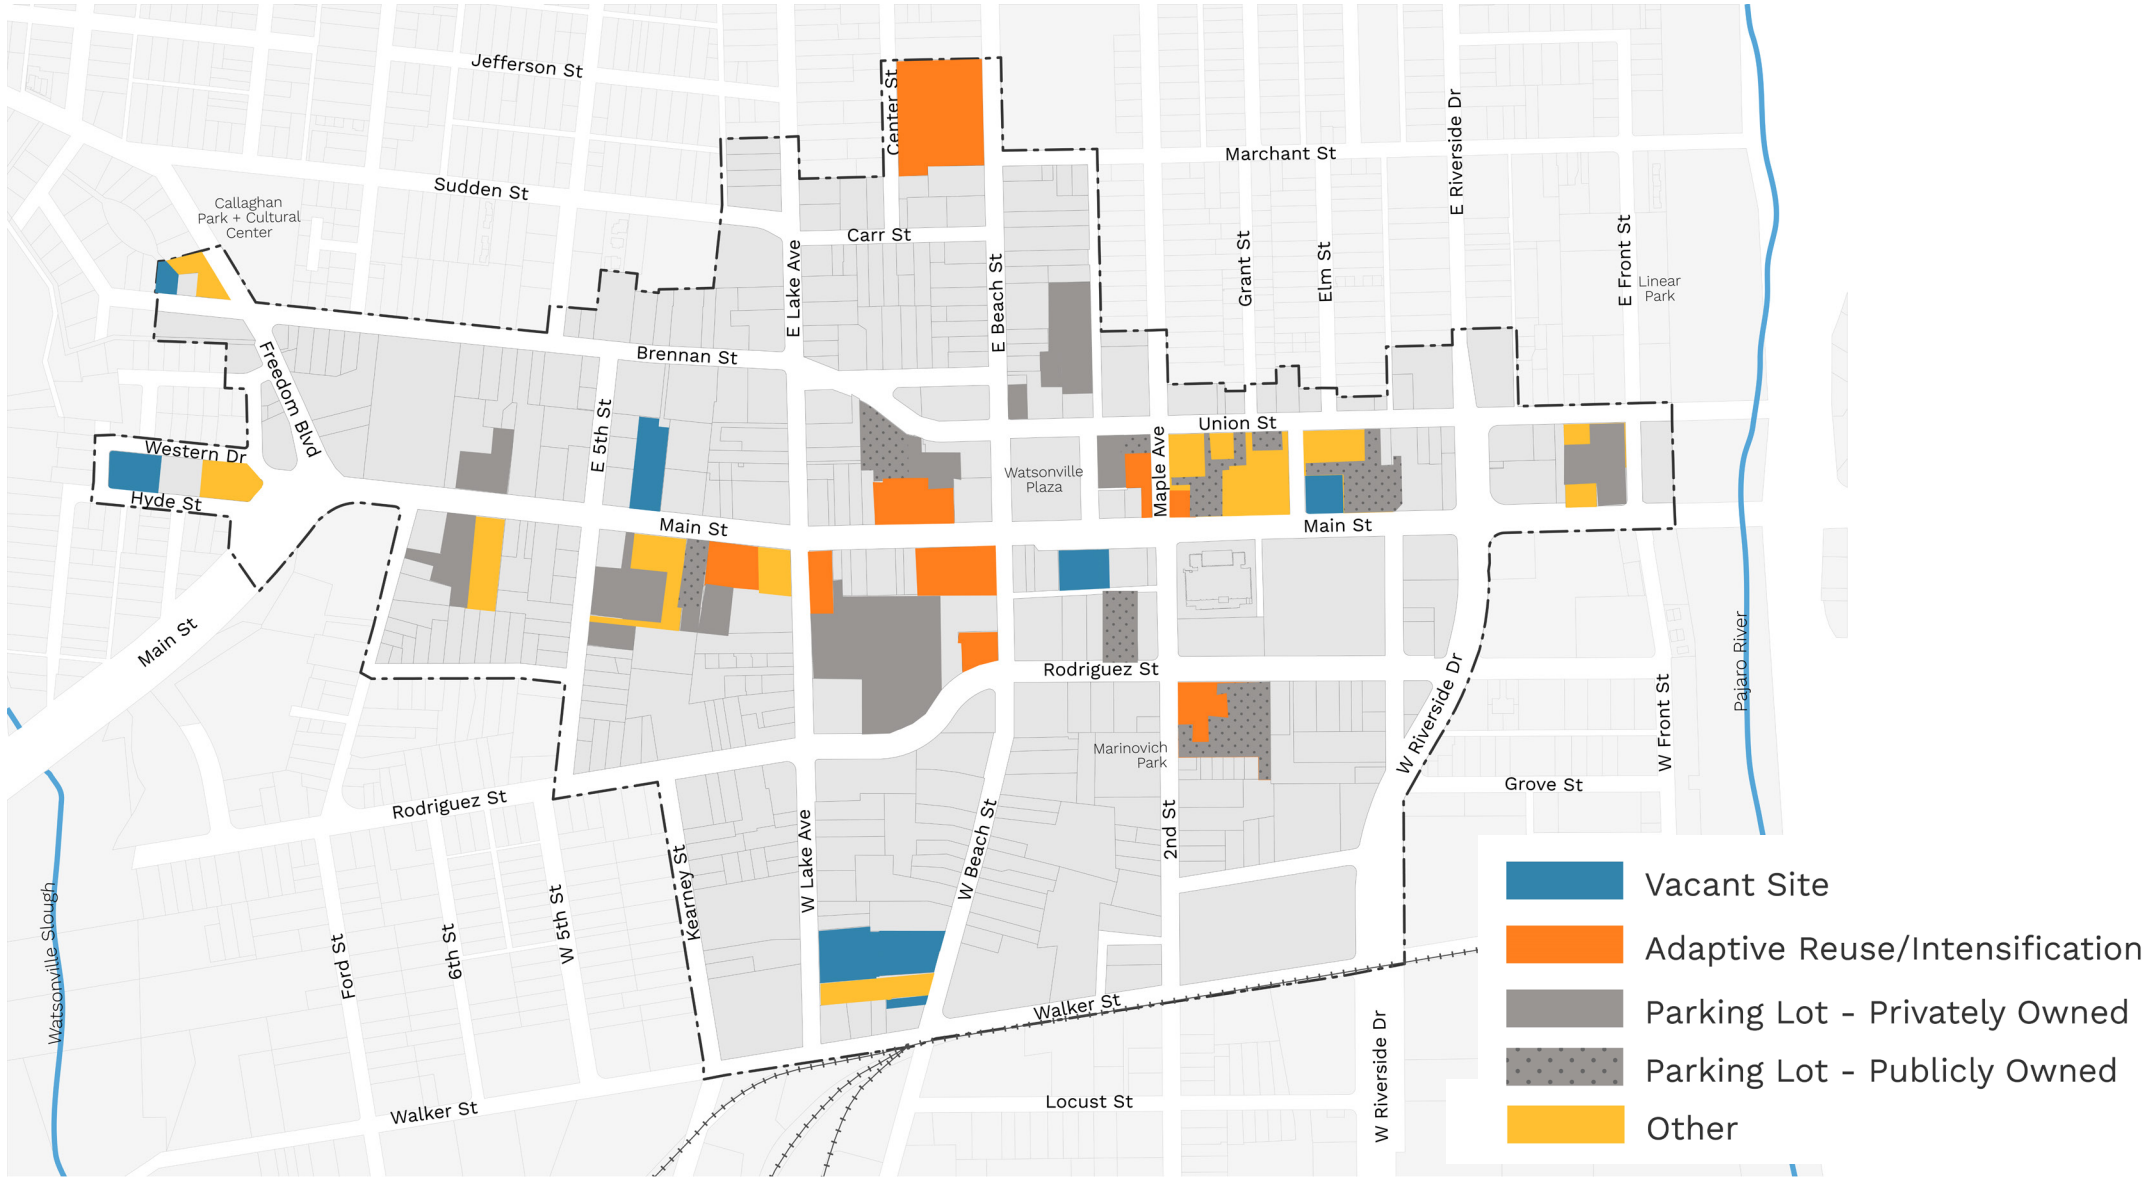 Jefferson St
Center St
Marchant St
E Riverside Dr
Sudden St
Callaghan
Park + Cultural
Center
Carr St
E Lake Ave
E Beach St
Grant St
Elm St
E Front St
Linear
Park
Brennan St
Freedom Blvd
E 5th St
Union St
Maple Ave
Watsonville
Plaza
Western Dr
Hyde St
Main St
Main St
Main St
Rodriguez St
Pajaro River
W Riverside Dr
W Front St
Marinovich
Park
Grove St
Rodriguez St
2nd St
W Lake Ave
W Beach St
Kearney St
W 5th St
6th St
Ford St
Watsonville Slough
Walker St
Walker St
Locust St
W Riverside Dr
Vacant Site
Adaptive Reuse/Intensification
Parking Lot - Privately Owned
Parking Lot - Publicly Owned
Other